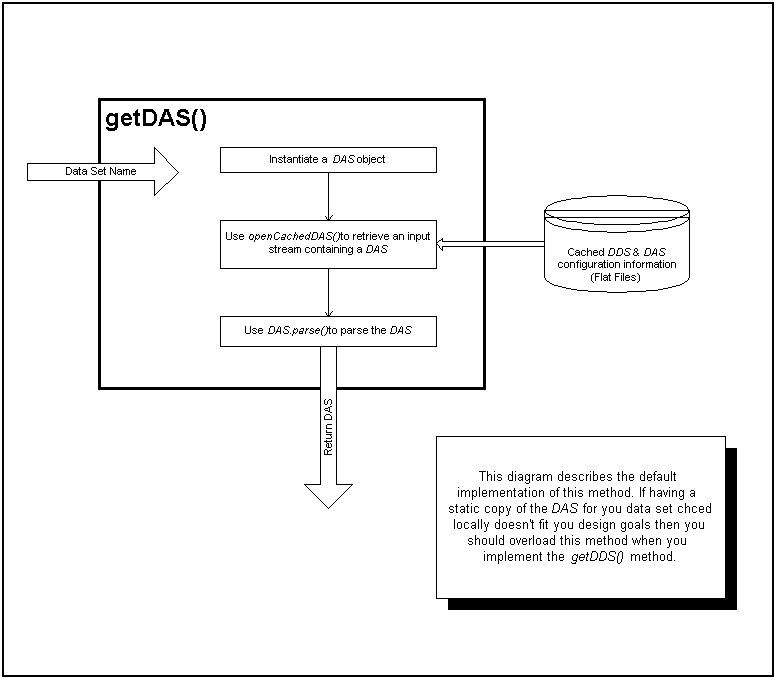 getDAS()
Data Set Name
Instantiate a DAS object
Use openCachedDAS()to retrieve an input
stream containing a DAS
Cached DDS & DAS
configuration information
(Flat Files)
Use DAS.parse()to parse the DAS
Return DAS
This diagram describes the default
implementation of this method. If having a
static copy of the DAS for you data set chced
locally doesn't fit you design goals then you
should overload this method when you
implement the getDDS() method.